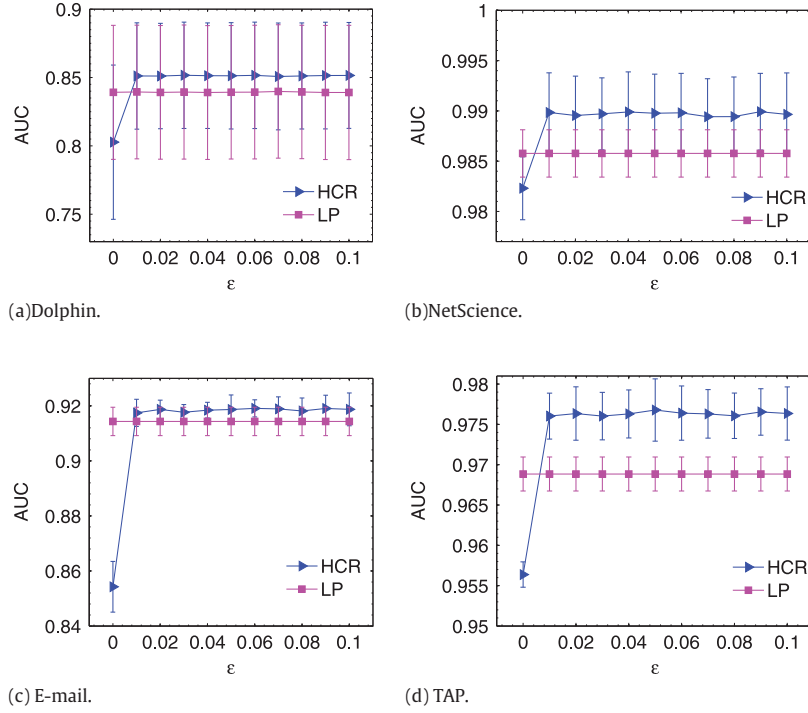 0.9
0.85
0.8
0.75
AUC
HCR
LP
0 0.02 0.04 0.06 0.08 0.1
ε
(a)Dolphin.
1
0.995
0.99
0.985
0.98
AUC
HCR
LP
0 0.02 0.04 0.06 0.08 0.1
ε
(b)NetScience.
0.92
0.9
0.88
0.86
0.84
AUC
HCR
LP
0 0.02 0.04 0.06 0.08 0.1
ε
(c) E-mail.
0.98
0.975
0.97
0.965
0.96
0.955
0.95
AUC
HCR
LP
0 0.02 0.04 0.06 0.08 0.1
ε
(d) TAP.